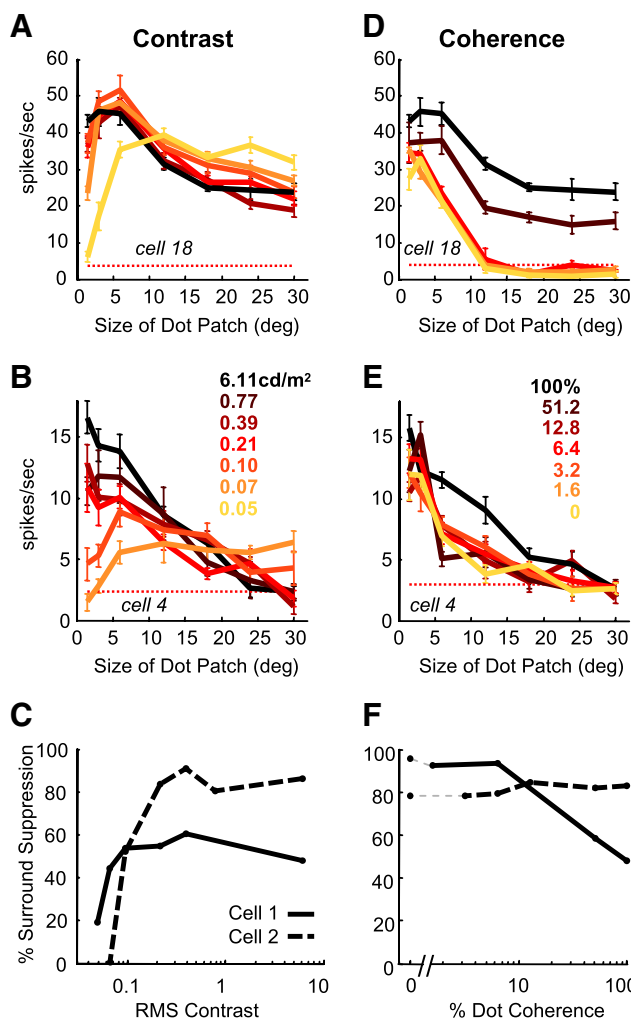 A
Contrast
60
50
40
30
20
10
0
spikes/sec
cell 18
0 5 10 15 20 25 30
Size of Dot Patch (deg)
D
Coherence
60
50
40
30
20
10
0
cell 18
0 5 10 15 20 25 30
Size of Dot Patch (deg)
B
6.11cd/m²
0.77
0.39
0.21
0.10
0.07
0.05
15
10
5
0
spikes/sec
cell 4
0 5 10 15 20 25 30
Size of Dot Patch (deg)
E
100%
51.2
12.8
6.4
3.2
1.6
0
15
10
5
0
cell 4
0 5 10 15 20 25 30
Size of Dot Patch (deg)
C
100
80
60
40
20
0
% Surround Suppression
Cell 1
Cell 2
0.1 1 10
RMS Contrast
F
100
80
60
40
20
0
0 10 100
% Dot Coherence